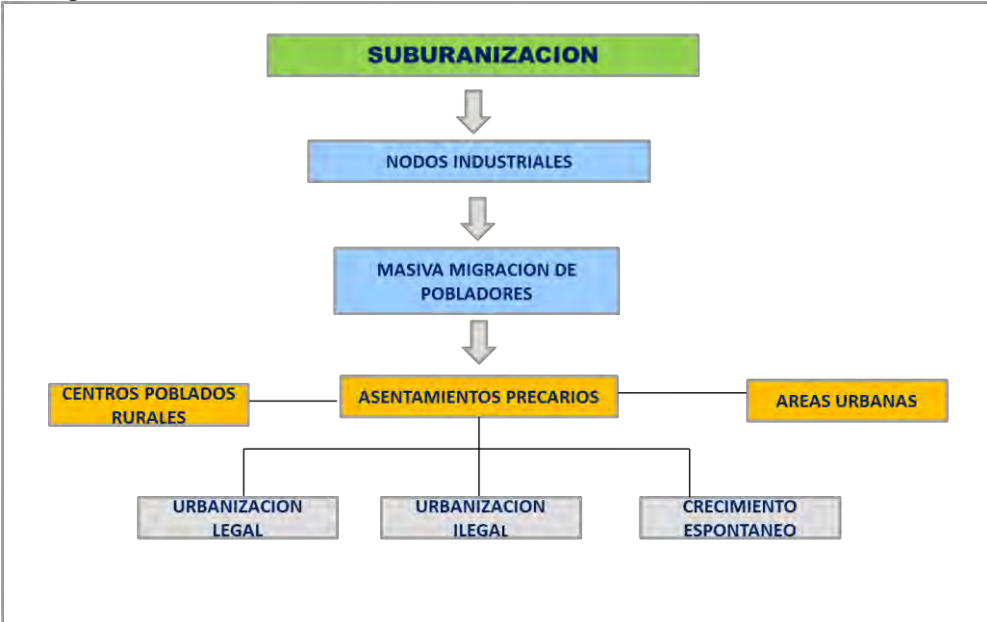 SUBURANIZACION
NODOS INDUSTRIALES
MASIVA MIGRACION DE
POBLADORES
CENTROS POBLADOS
RURALES
ASENTAMIENTOS PRECARIOS
AREAS URBANAS
URBANIZACION
LEGAL
URBANIZACION
ILEGAL
CRECIMIENTO
ESPONTANEO